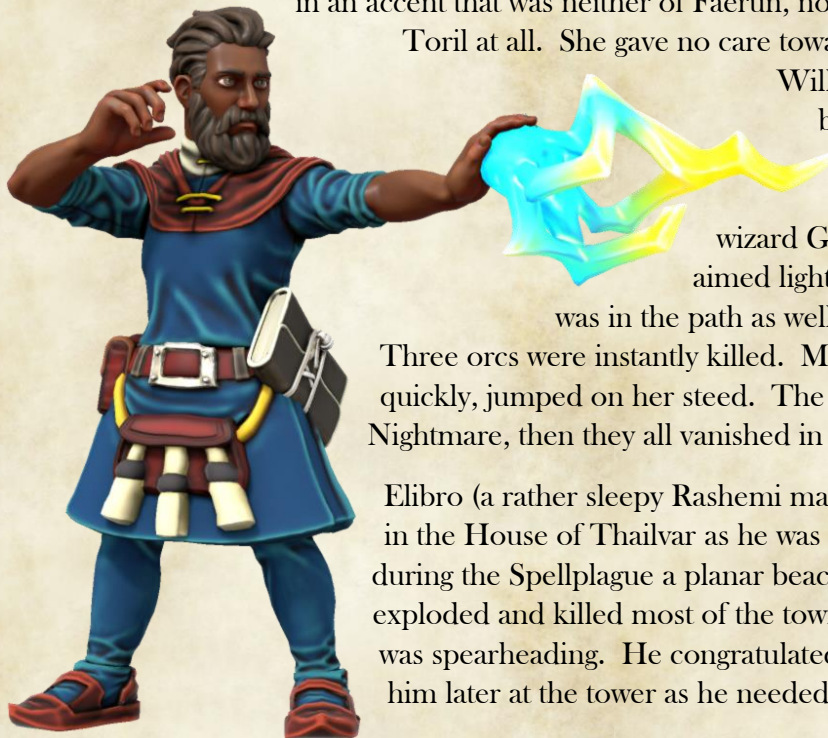 in an accent that was neither of Faerun, no
Toril at all. She gave no care towa
Will
b
wizard G
aimed light
was in the path as well
Three orcs were instantly killed. M
quickly, jumped on her steed. The
Nightmare, then they all vanished in
Elibro (a rather sleepy Rashemi ma
in the House of Thailvar as he was
during the Spellplague a planar beac
exploded and killed most of the tow
was spearheading. He congratulated
him later at the tower as he needed